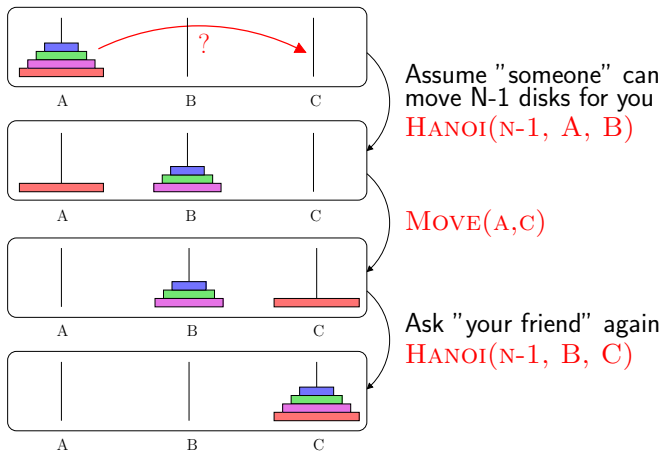 ?
A B C
Assume "someone" can
move N-1 disks for you
HANOI(N-1, A, B)
A B C
MOVE(A,C)
A B C
Ask "your friend" again
HANOI(N-1, B, C)
A B C